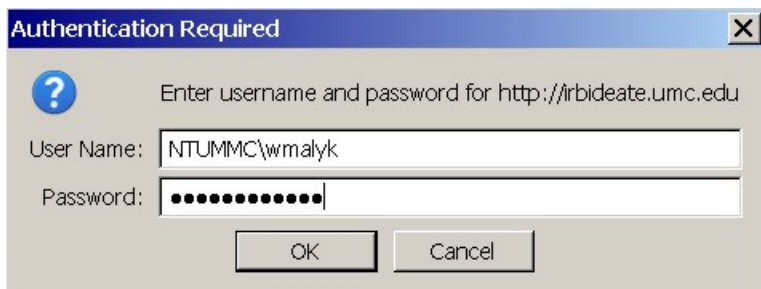 Authentication Required
Enter username and password for http://irbideate.umc.edu
User Name: NTUMMC\wmalyk
Password: ●●●●●●●●●●●●
OK Cancel